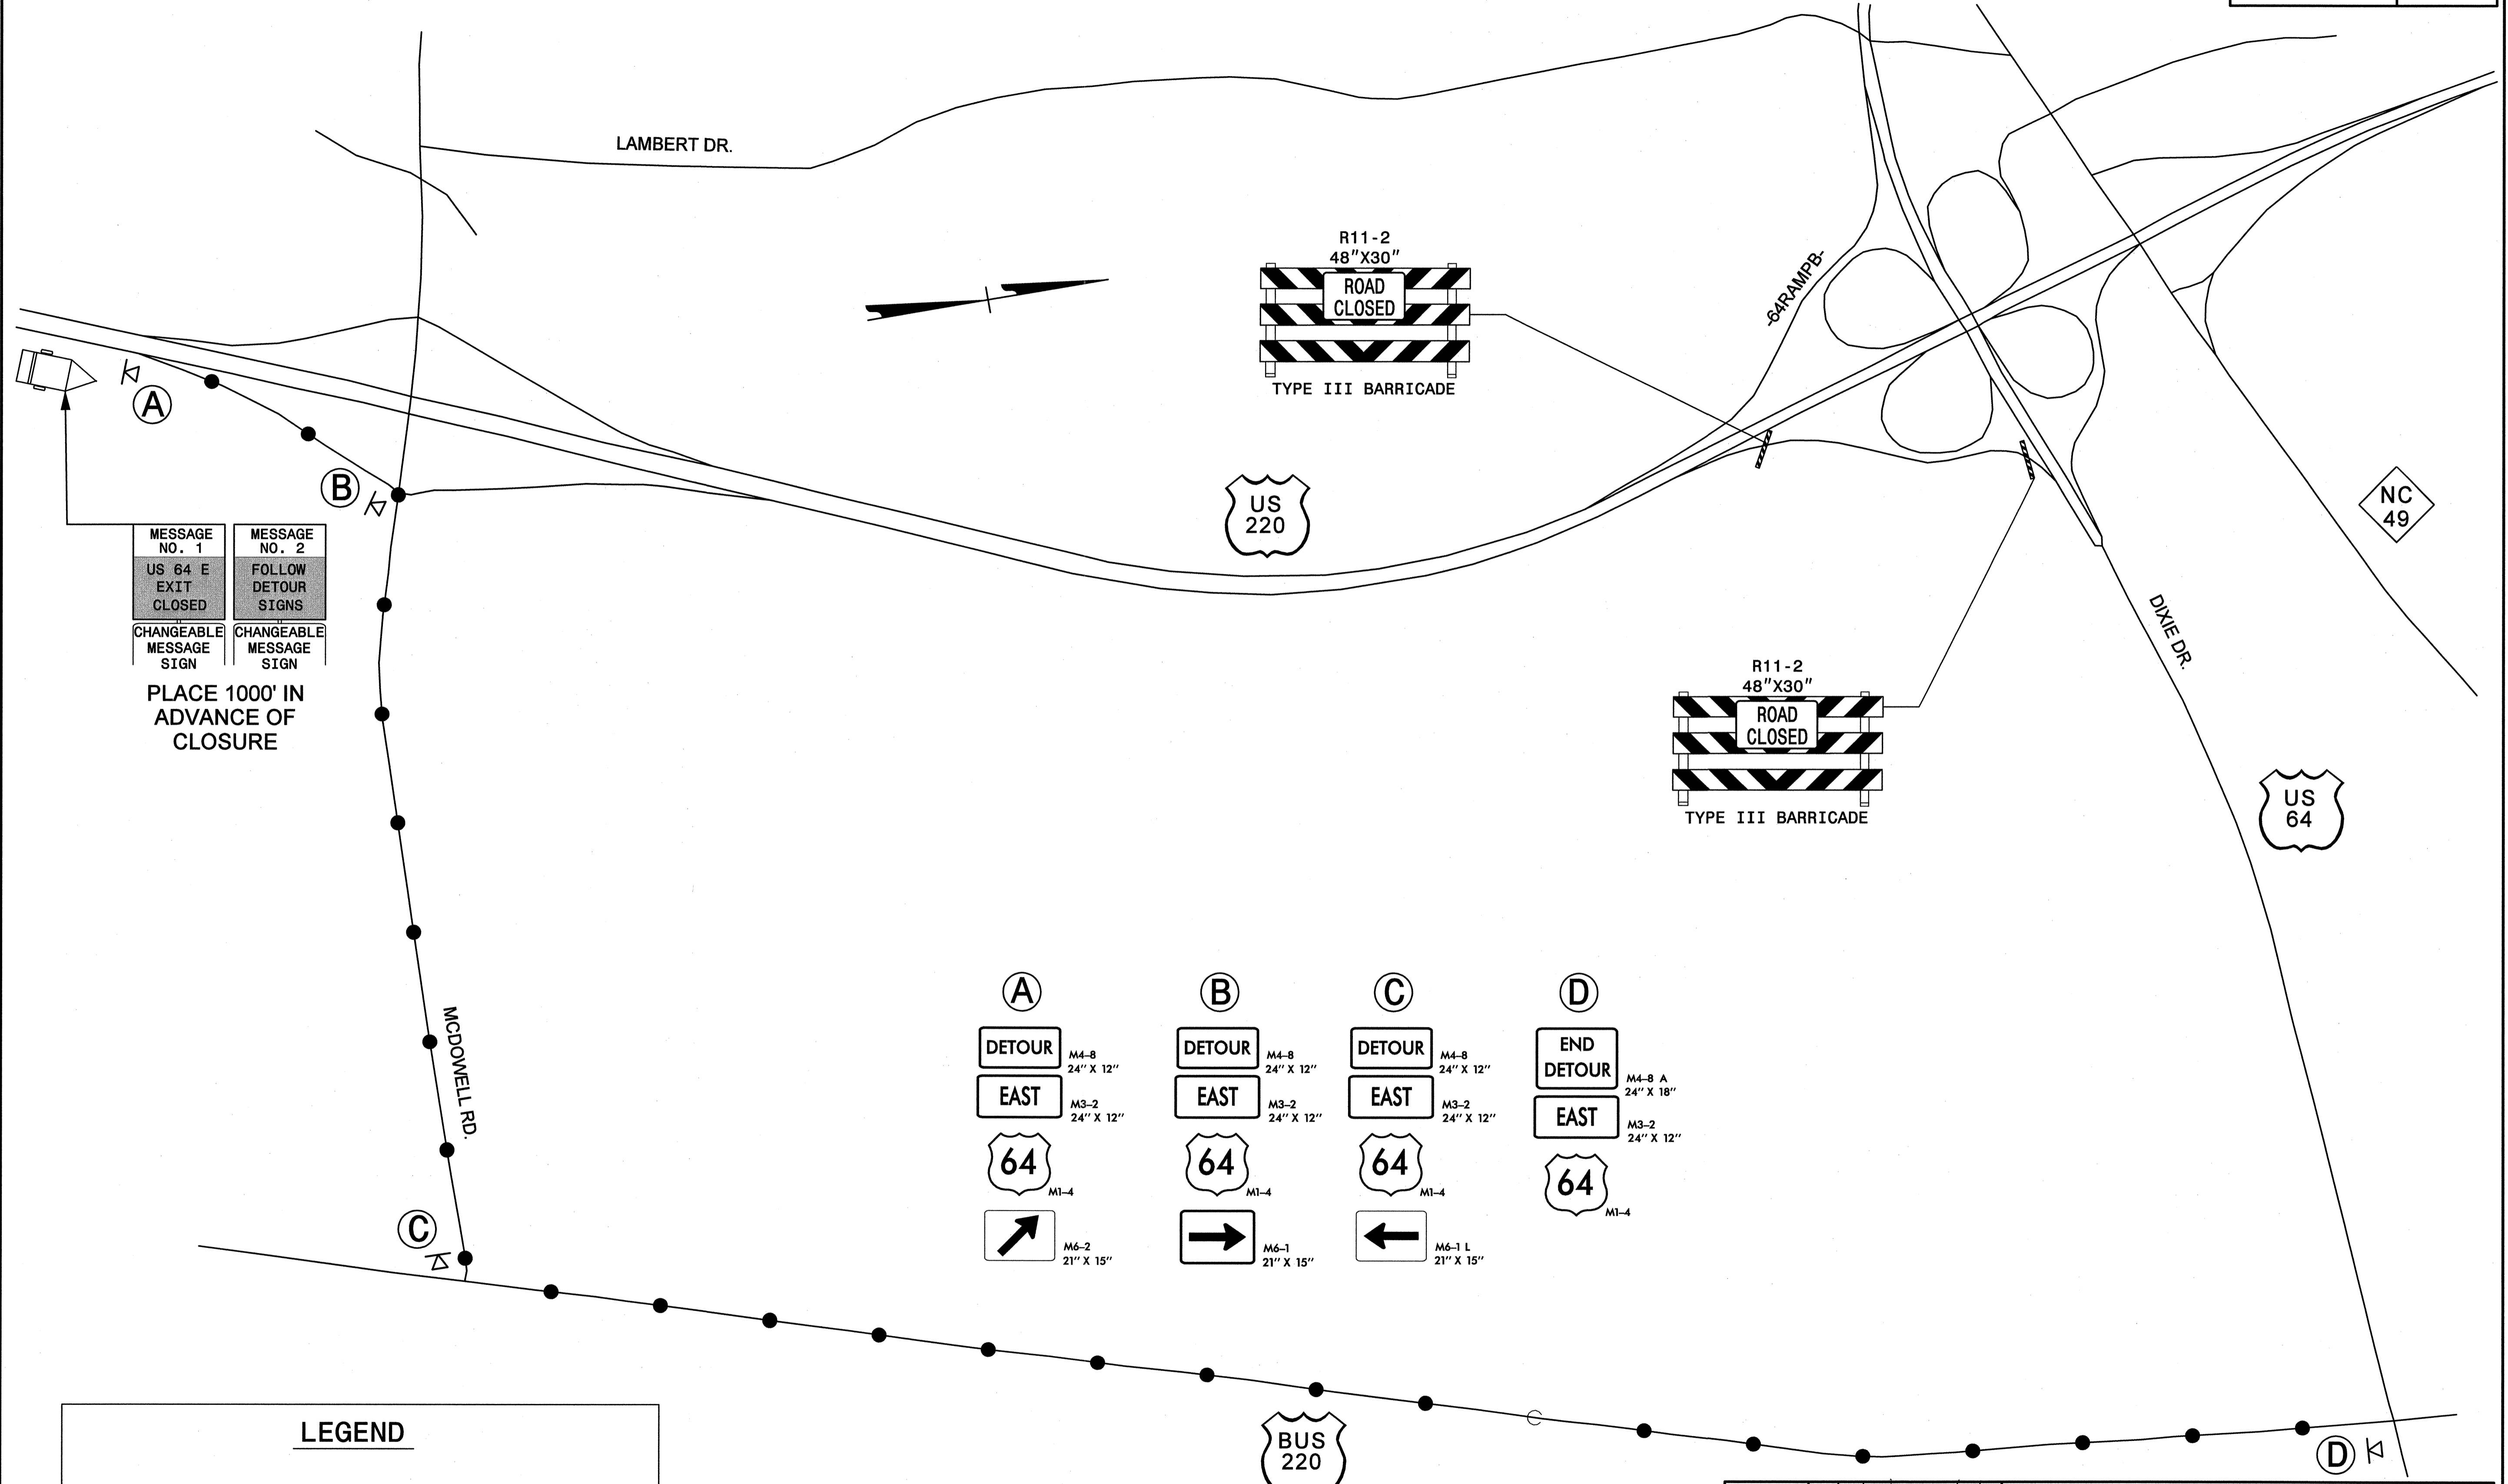 LAMBERT DR.
R11-2
48"X30"
ROAD
CLOSED
TYPE III BARRICADE
-64RAMPB-
A
B
US
220
NC
49
MESSAGE
NO. 1
US 64 E
EXIT
CLOSED
CHANGEABLE
MESSAGE
SIGN
MESSAGE
NO. 2
FOLLOW
DETOUR
SIGNS
CHANGEABLE
MESSAGE
SIGN
PLACE 1000' IN
ADVANCE OF
CLOSURE
DIXIE DR.
R11-2
48"X30"
ROAD
CLOSED
TYPE III BARRICADE
US
64
MCDOWELL RD.
A
DETOUR
M4-8
24" X 12"
EAST
M3-2
24" X 12"
64
M1-4
M6-2
21" X 15"
B
DETOUR
M4-8
24" X 12"
EAST
M3-2
24" X 12"
64
M1-4
M6-1
21" X 15"
C
DETOUR
M4-8
24" X 12"
EAST
M3-2
24" X 12"
64
M1-4
M6-1 L
21" X 15"
D
END
DETOUR
M4-8 A
24" X 18"
EAST
M3-2
24" X 12"
64
M1-4
C
LEGEND
BUS
220
D